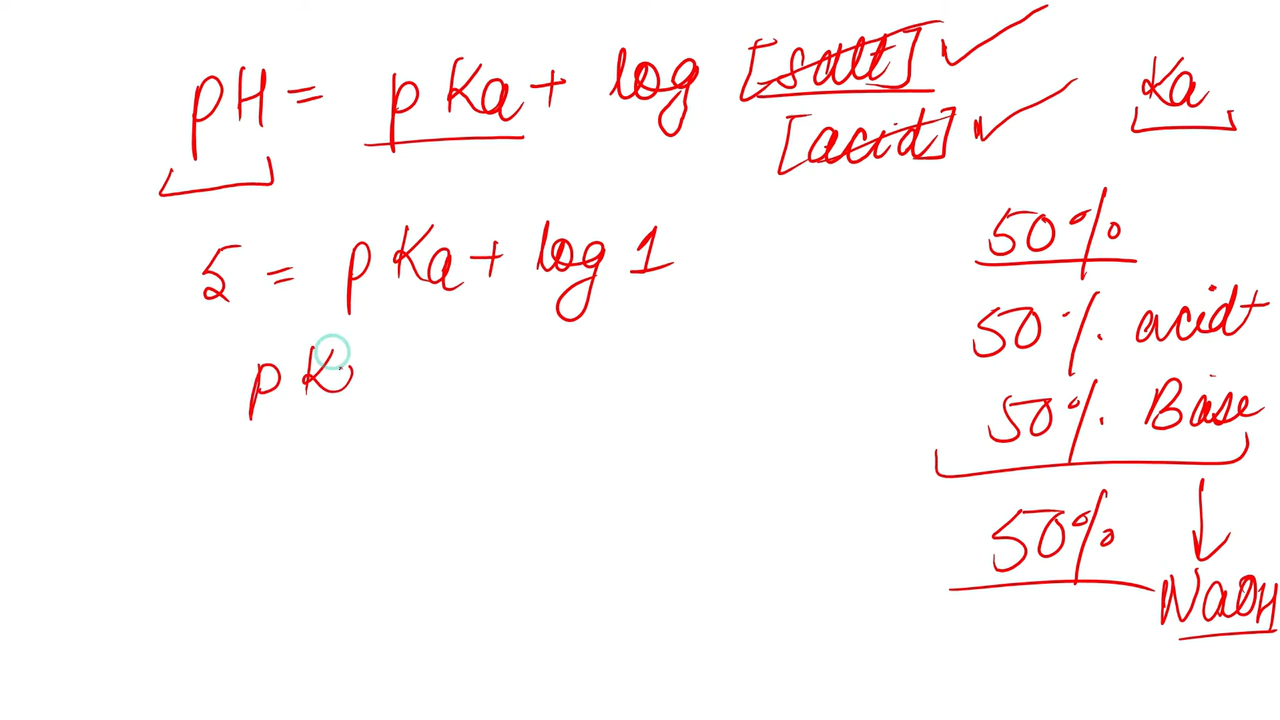 pH = pKa + log [salt]
[acid]
Ka
5 = pKa + log 1
pK
50%
50% acid+
50% Base
50%
NaOH